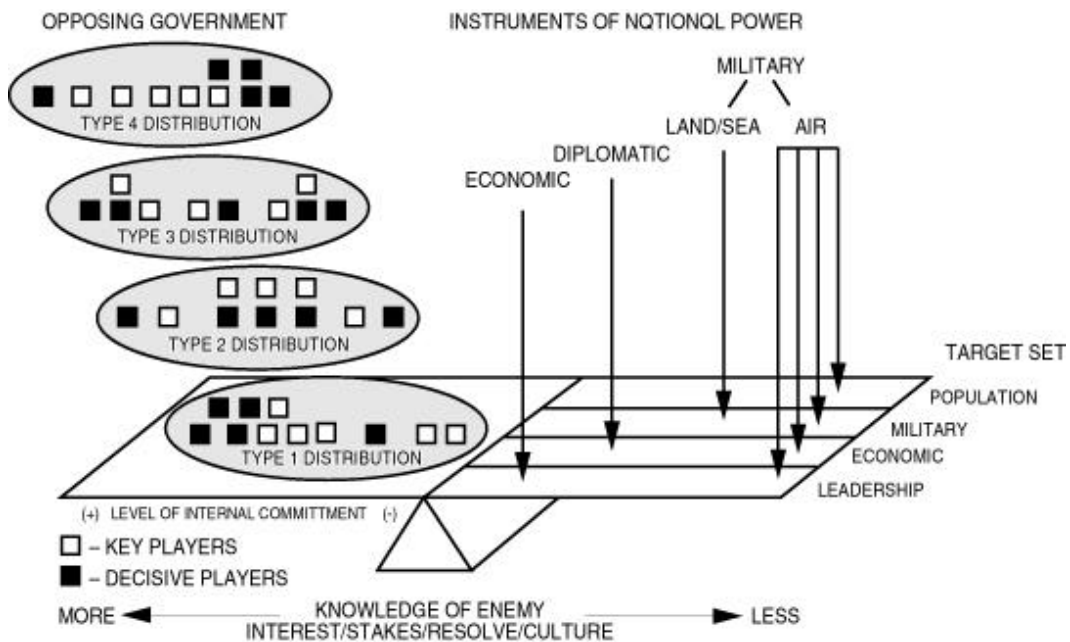 OPPOSING GOVERNMENT
INSTRUMENTS OF NQTIONQL POWER
MILITARY
TYPE 4 DISTRIBUTION
LAND/SEA
AIR
DIPLOMATIC
ECONOMIC
TYPE 3 DISTRIBUTION
TYPE 2 DISTRIBUTION
TARGET SET
POPULATION
MILITARY
ECONOMIC
LEADERSHIP
TYPE 1 DISTRIBUTION
(+) LEVEL OF INTERNAL COMMITTMENT (-)
– KEY PLAYERS
– DECISIVE PLAYERS
MORE
KNOWLEDGE OF ENEMY
LESS
INTEREST/STAKES/RESOLVE/CULTURE